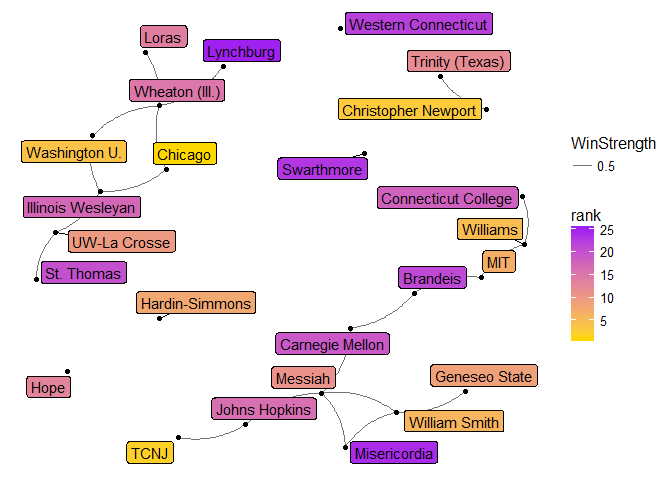 Western Connecticut
Loras
Lynchburg
Trinity (Texas)
Wheaton (Ill.)
Christopher Newport
WinStrength
Washington U.
Chicago
0.5
Swarthmore
Connecticut College
Illinois Wesleyan
rank
Williams
25
UW-La Crosse
20
MIT
St. Thomas
Brandeis
15
10
Hardin-Simmons
5
Carnegie Mellon
Messiah
Geneseo State
Hope
Johns Hopkins
William Smith
TCNJ
Misericordia